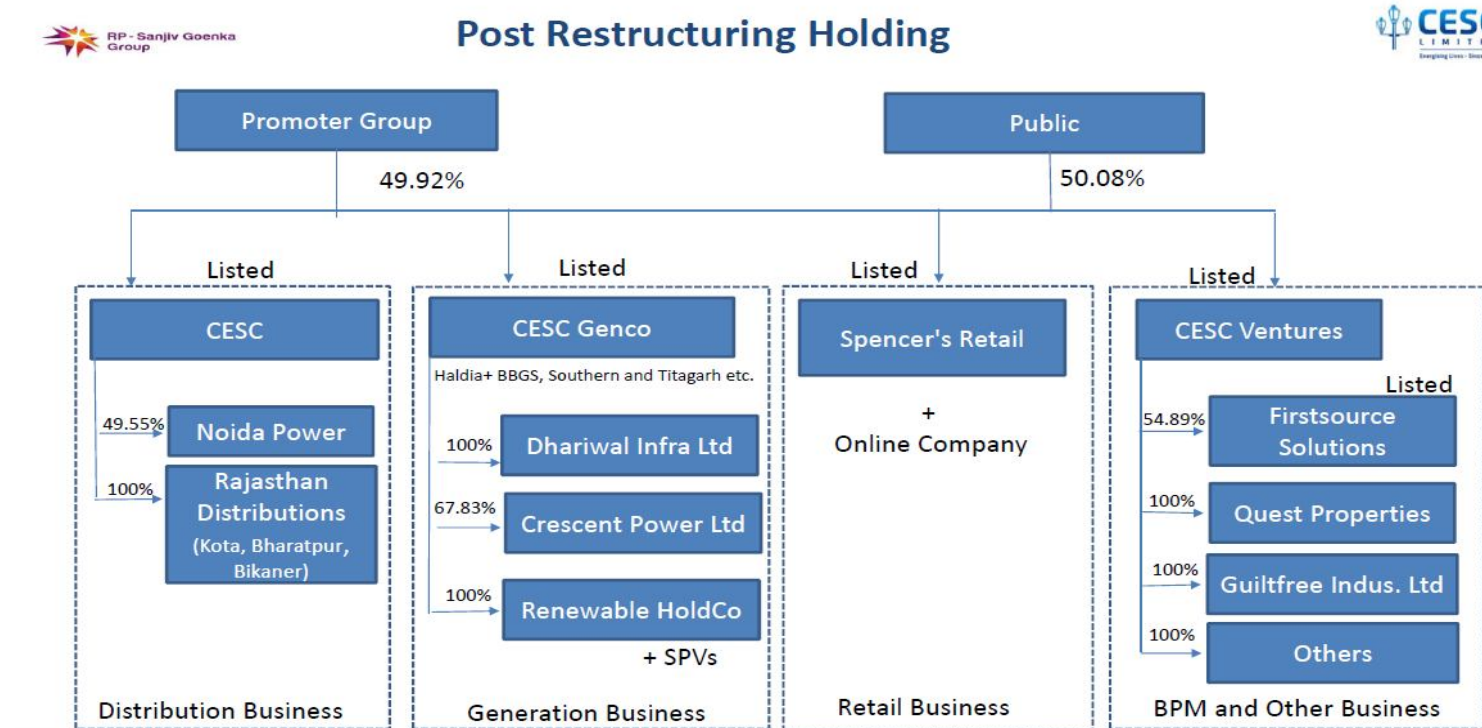 RP - Sanjiv Goenka
Group
Post Restructuring Holding
CESC
LIMITE
Promoter Group
Public
49.92%
50.08%
Listed
Listed
Listed
Listed
CESC
49.55%
Noida Power
100%
Rajasthan
Distributions
(Kota, Bharatpur,
Bikaner)
Distribution Business
CESC Genco
Haldia+ BBGS, Southern and Titagarh etc.
100%
Dhariwal Infra Ltd
67.83%
Crescent Power Ltd
100%
Renewable HoldCo
+ SPVs
Generation Business
Spencer's Retail
+
Online Company
Retail Business
CESC Ventures
Listed
54.89%
Firstsource
Solutions
100%
Quest Properties
100%
Guiltfree Indus. Ltd
100%
Others
BPM and Other Business